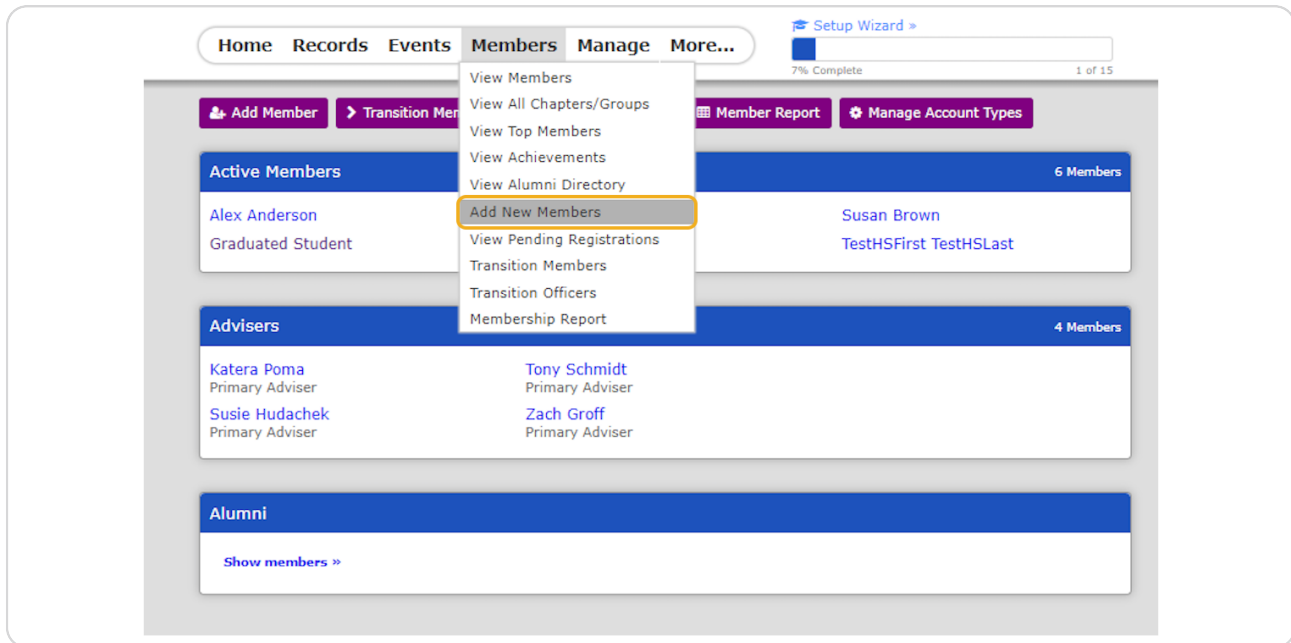 Setup Wizard »
Home Records Events Members Manage More...
7% Complete 1 of 15
View Members
View All Chapters/Groups
View Top Members
View Achievements
View Alumni Directory
Add New Members
View Pending Registrations
Transition Members
Transition Officers
Membership Report
Add Member Transition Member Report Manage Account Types
Active Members 6 Members
Alex Anderson Susan Brown
Graduated Student TestHSFirst TestHSLast
Advisers 4 Members
Katera Poma Tony Schmidt
Primary Adviser Primary Adviser
Susie Hudachek Zach Groff
Primary Adviser Primary Adviser
Alumni
Show members »